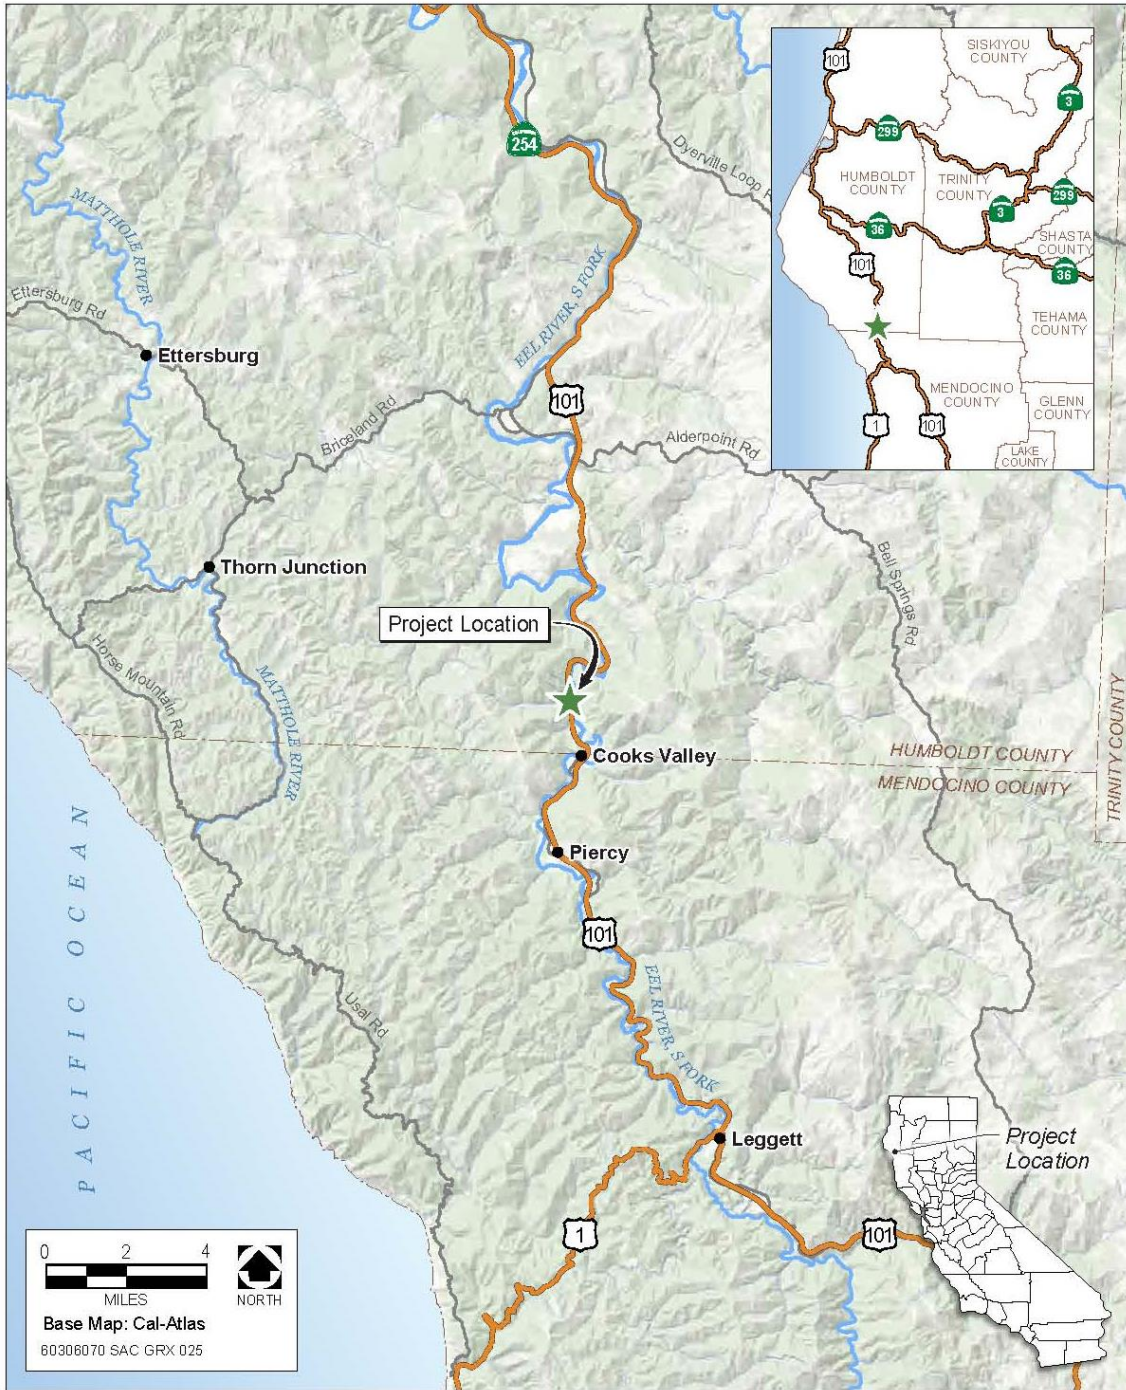 254
Dyerville Loop R
MATTHOLE RIVER
Ettersburg Rd
Ettersburg
EEL RIVER, S FORK
101
Briceland Rd
Alderpoint Rd
Bell Springs Rd
Thorn Junction
Project Location
Horse Mountain Rd
MATTHOLE RIVER
Cooks Valley
HUMBOLDT COUNTY
MENDOCINO COUNTY
TRINITY COUNTY
Piercy
101
PACIFIC OCEAN
Usal Rd
EEL RIVER, S FORK
Leggett
1
101
101
SISKIYOU
COUNTY
3
299
HUMBOLDT
COUNTY
TRINITY
COUNTY
299
3
36
SHASTA
COUNTY
101
36
TEHAMA
COUNTY
MENDOCINO
COUNTY
GLENN
COUNTY
1
101
LAKE
COUNTY
Project
Location
0 2 4
MILES
NORTH
Base Map: Cal-Atlas
60306070 SAC GRX 025